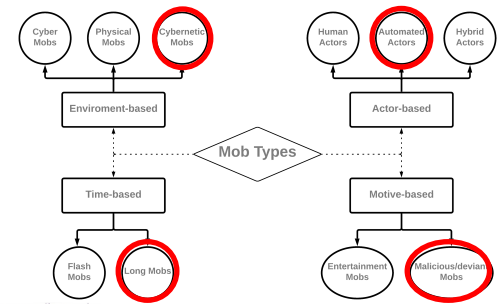 Cyber
Mobs
Physical
Mobs
Cybernetic
Mobs
Human
Actors
Automated
Actors
Hybrid
Actors
Enviroment-based
Actor-based
Mob Types
Time-based
Motive-based
Flash
Mobs
Long Mobs
Entertainment
Mobs
Malicious/deviant
Mobs